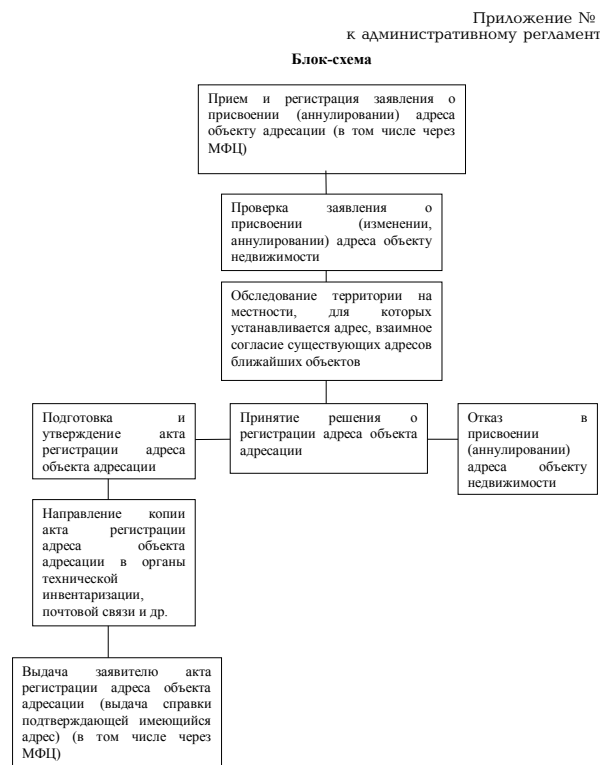 Приложение №
к административному регламент
Блок-схема
Прием и регистрация заявления о
присвоении (аннулировании) адреса
объекту адресации (в том числе через
МФЦ)
Проверка заявления о
присвоении (изменении,
аннулировании) адреса объекту
недвижимости
Обследование территории на
местности, для которых
устанавливается адрес, взаимное
согласие существующих адресов
ближайших объектов
Подготовка и
утверждение акта
регистрации адреса
объекта адресации
Принятие решения о
регистрации адреса объекта
адресации
Отказ в
присвоении
(аннулировании)
адреса объекту
недвижимости
Направление копии
акта регистрации
адреса объекта
адресации в органы
технической
инвентаризации,
почтовой связи и др.
Выдача заявителю акта
регистрации адреса объекта
адресации (выдача справки
подтверждающей имеющийся
адрес) (в том числе через
МФЦ)